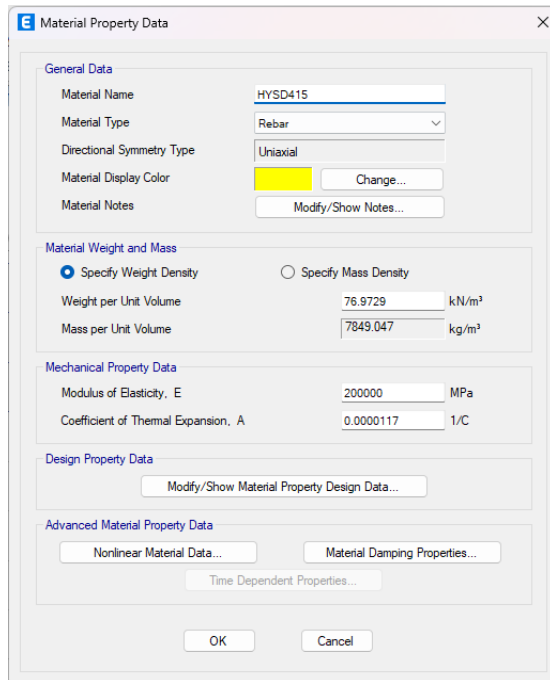 E Material Property Data
General Data
Material Name HYSD415
Material Type Rebar
Directional Symmetry Type Uniaxial
Material Display Color Change...
Material Notes Modify/Show Notes...
Material Weight and Mass
Specify Weight Density Specify Mass Density
Weight per Unit Volume 76.9729 kN/m³
Mass per Unit Volume 7849.047 kg/m³
Mechanical Property Data
Modulus of Elasticity, E 200000 MPa
Coefficient of Thermal Expansion, A 0.0000117 1/C
Design Property Data
Modify/Show Material Property Design Data...
Advanced Material Property Data
Nonlinear Material Data... Material Damping Properties...
Time Dependent Properties...
OK Cancel